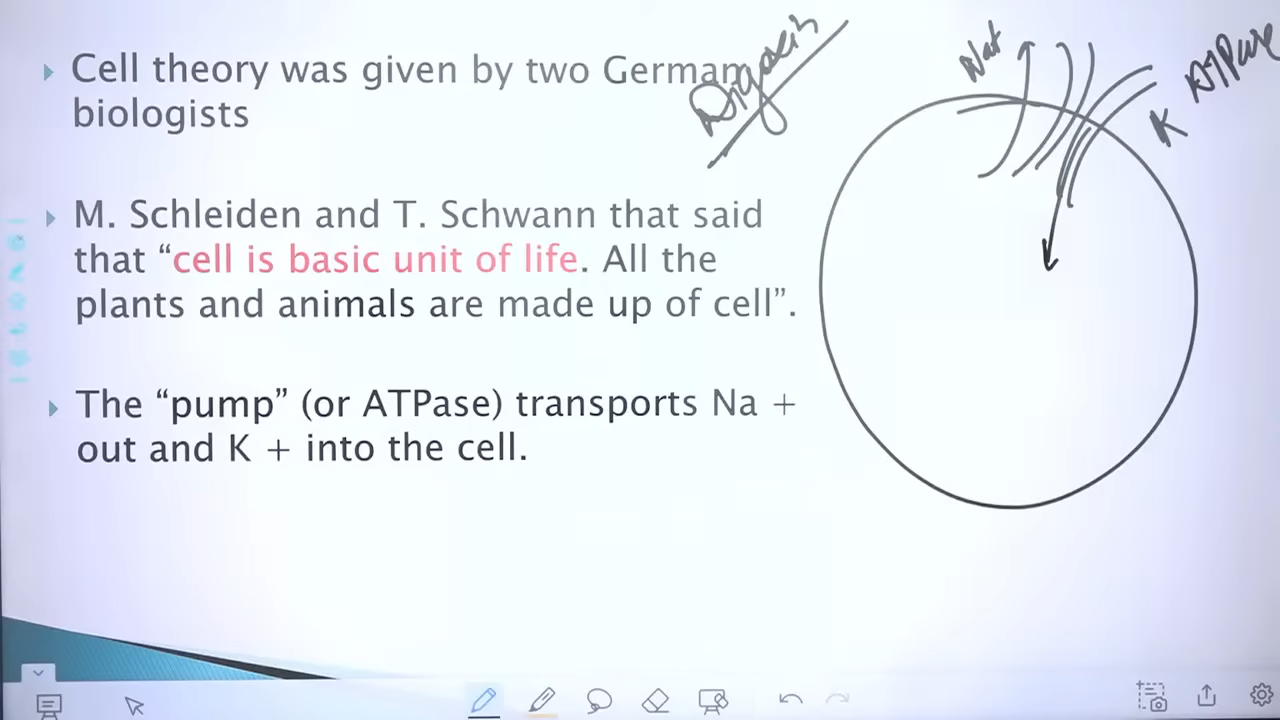 Cell theory was given by two German
biologists
M. Schleiden and T. Schwann that said
that “cell is basic unit of life. All the
plants and animals are made up of cell”.
The “pump” (or ATPase) transports Na +
out and K + into the cell.
Na+
K
ATPase